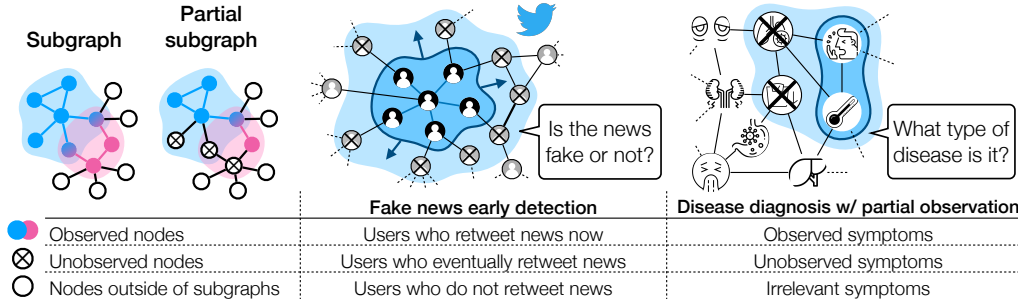 Subgraph
Partial
subgraph
Is the news
fake or not?
What type of
disease is it?
Fake news early detection
Disease diagnosis w/ partial observation
Observed nodes
Users who retweet news now
Observed symptoms
Unobserved nodes
Users who eventually retweet news
Unobserved symptoms
Nodes outside of subgraphs
Users who do not retweet news
Irrelevant symptoms